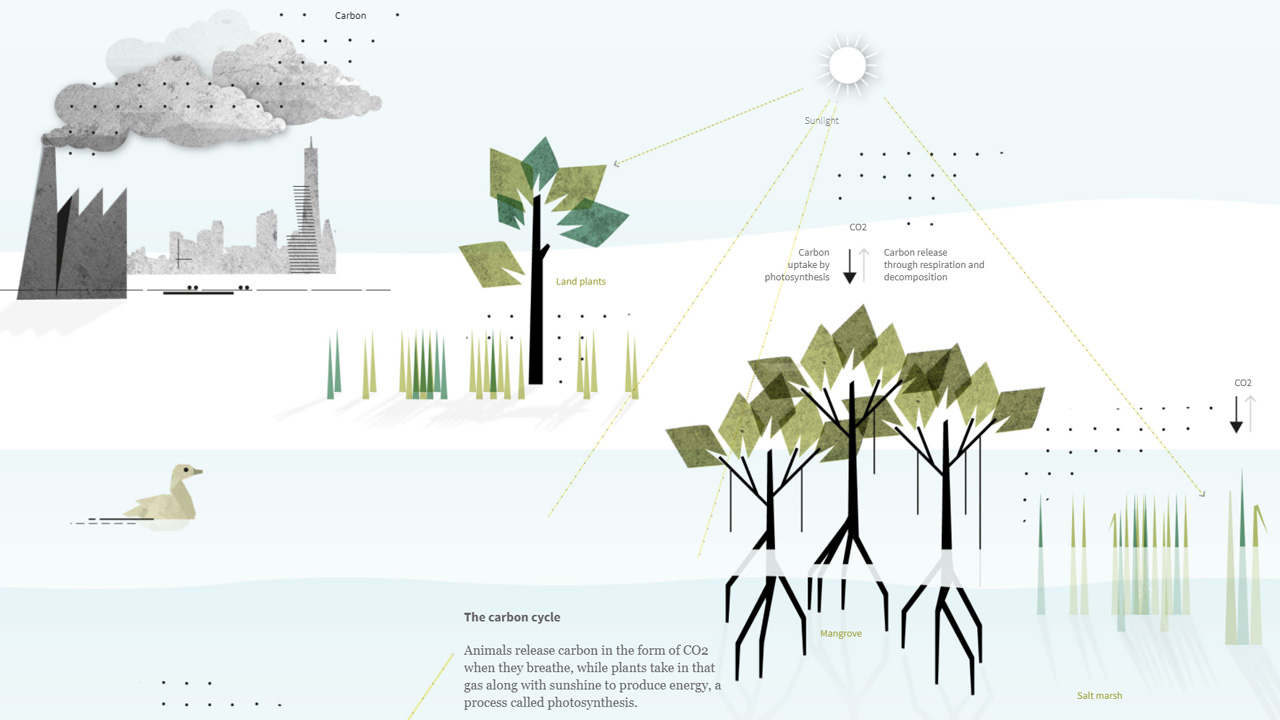 Carbon
Sunlight
CO2
Carbon
uptake by
photosynthesis
Carbon release
through respiration and
decomposition
Land plants
CO2
The carbon cycle
Animals release carbon in the form of CO2
when they breathe, while plants take in that
gas along with sunshine to produce energy, a
process called photosynthesis.
Mangrove
Salt marsh